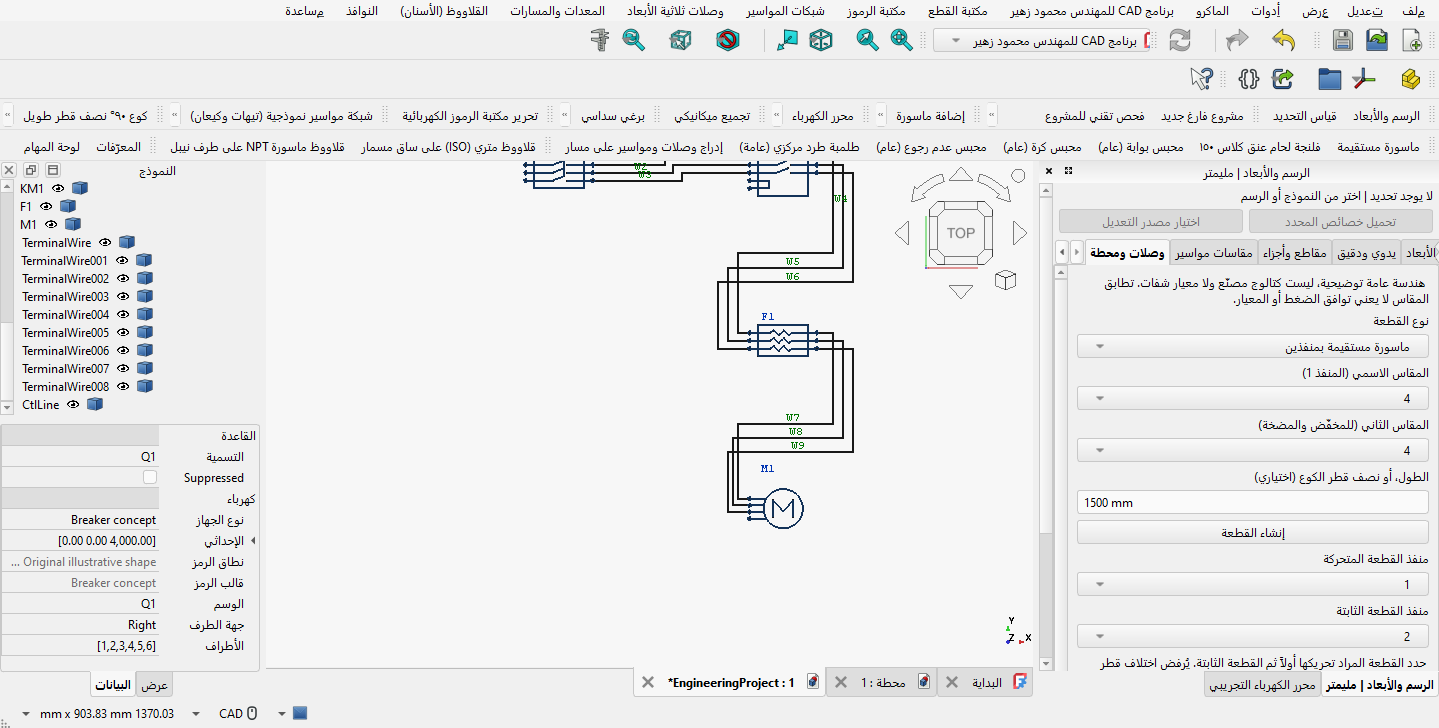 ملف تعديل عرض أدوات الماكرو برنامج CAD للمهندس محمود زهير مكتبة القطع مكتبة الرموز شبكات المواسير وصلات ثلاثية الأبعاد المعدات والمسارات القلاووظ (الأسنان) النوافذ مساعدة
برنامج CAD للمهندس محمود زهير
الرسم والأبعاد قياس التحديد مشروع فارغ جديد فحص تقني للمشروع إضافة ماسورة محرر الكهرباء تجميع ميكانيكي برغي سداسي تحرير مكتبة الرموز الكهربائية شبكة مواسير نموذجية (تيهات وكيعان) كوع ٩٠° نصف قطر طويل
ماسورة مستقيمة فلنجة لحام عنق كلاس ١٥٠ محبس بوابة (عام) محبس كرة (عام) محبس عدم رجوع (عام) طلمبة طرد مركزي (عامة) إدراج وصلات ومواسير على مسار قلاووظ متري (ISO) على ساق مسمار قلاووظ ماسورة NPT على طرف نيبل المعرّفات لوحة المهام
النموذج
KM1
F1
M1
TerminalWire
TerminalWire001
TerminalWire002
TerminalWire003
TerminalWire004
TerminalWire005
TerminalWire006
TerminalWire007
TerminalWire008
CtlLine
القاعدة
التسمية Q1
Suppressed
كهرباء
نوع الجهاز Breaker concept
الإحداثي [0.00 0.00 4,000.00]
نطاق الرمز Original illustrative shape ...
قالب الرمز Breaker concept
الوسم Q1
جهة الطرف Right
الأطراف [1,2,3,4,5,6]
عرض البيانات
W2
W3
W4
W5
W6
F1
W7
W8
W9
M1
M
TOP
Y
Z X
الرسم والأبعاد | مليمتر
لا يوجد تحديد | اختر من النموذج أو الرسم
تحميل خصائص المحدد اختيار مصدر التعديل
الأبعاد يدوي ودقيق مقاطع وأجزاء مقاسات مواسير وصلات ومحطة
هندسة عامة توضيحية، ليست كتالوج مصنّع ولا معيار شفات. تطابق
المقاس لا يعني توافق الضغط أو المعيار.
نوع القطعة
ماسورة مستقيمة بمنفذين
المقاس الاسمي (المنفذ 1)
4
المقاس الثاني (للمخفّض والمضخة)
4
الطول، أو نصف قطر الكوع (اختياري)
1500 mm
إنشاء القطعة
منفذ القطعة المتحركة
1
منفذ القطعة الثابتة
2
حدد القطعة المراد تحريكها أولاً ثم القطعة الثابتة. يُرفض اختلاف قطر
الرسم والأبعاد | مليمتر محرر الكهرباء التجريبي
البداية محطة : 1 EngineeringProject : 1*
CAD mm x 903.83 mm 1370.03